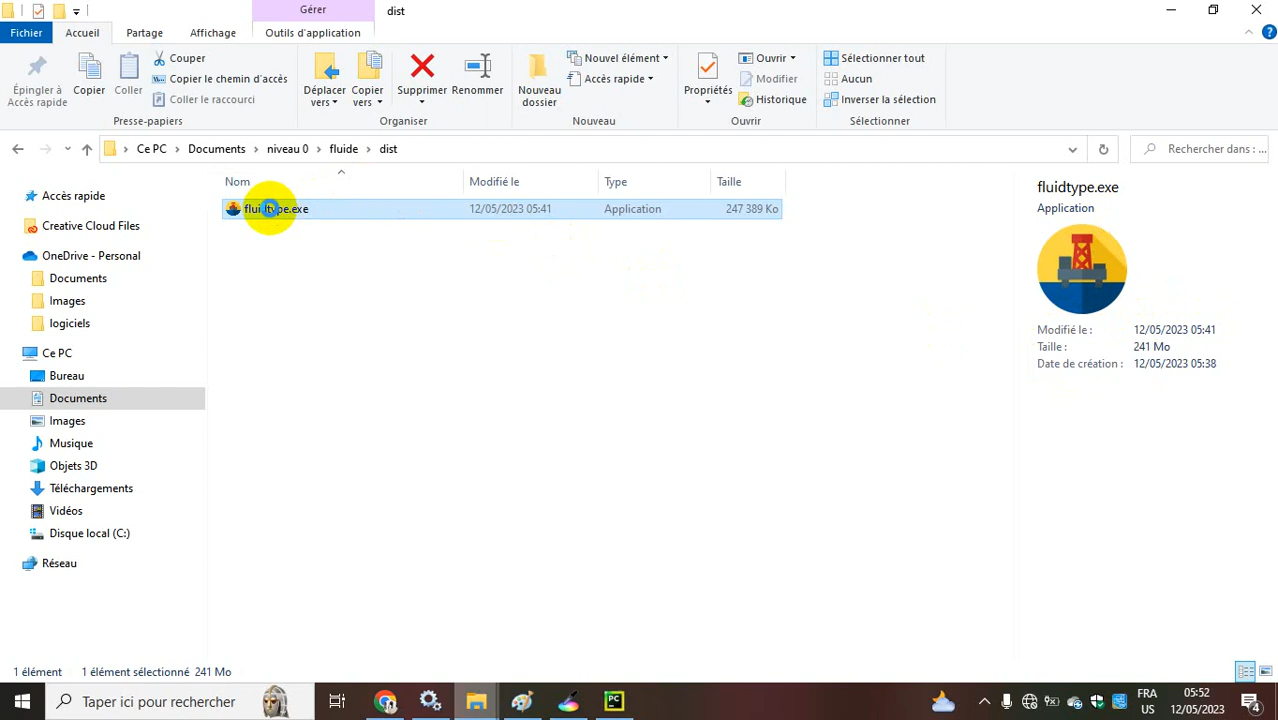 Gérer
dist
Fichier
Accueil
Partage
Affichage
Outils d'application
Épingler à
Accès rapide
Copier
Coller
Couper
Copier le chemin d'accès
Coller le raccourci
Presse-papiers
Déplacer
vers
Copier
vers
Supprimer
Renommer
Organiser
Nouveau
dossier
Nouvel élément
Accès rapide
Nouveau
Propriétés
Ouvrir
Modifier
Historique
Ouvrir
Sélectionner tout
Aucun
Inverser la sélection
Sélectionner
Ce PC > Documents > niveau 0 > fluide > dist
Rechercher dans : ...
Nom
Modifié le
Type
Taille
fluidtype.exe
12/05/2023 05:41
Application
247 389 Ko
Accès rapide
Creative Cloud Files
OneDrive - Personal
Documents
Images
logiciels
Ce PC
Bureau
Documents
Images
Musique
Objets 3D
Téléchargements
Vidéos
Disque local (C:)
Réseau
fluidtype.exe
Application
Modifié le : 12/05/2023 05:41
Taille : 241 Mo
Date de création : 12/05/2023 05:38
1 élément
1 élément sélectionné 241 Mo
Taper ici pour rechercher
PC
FRA
US
05:52
12/05/2023
4